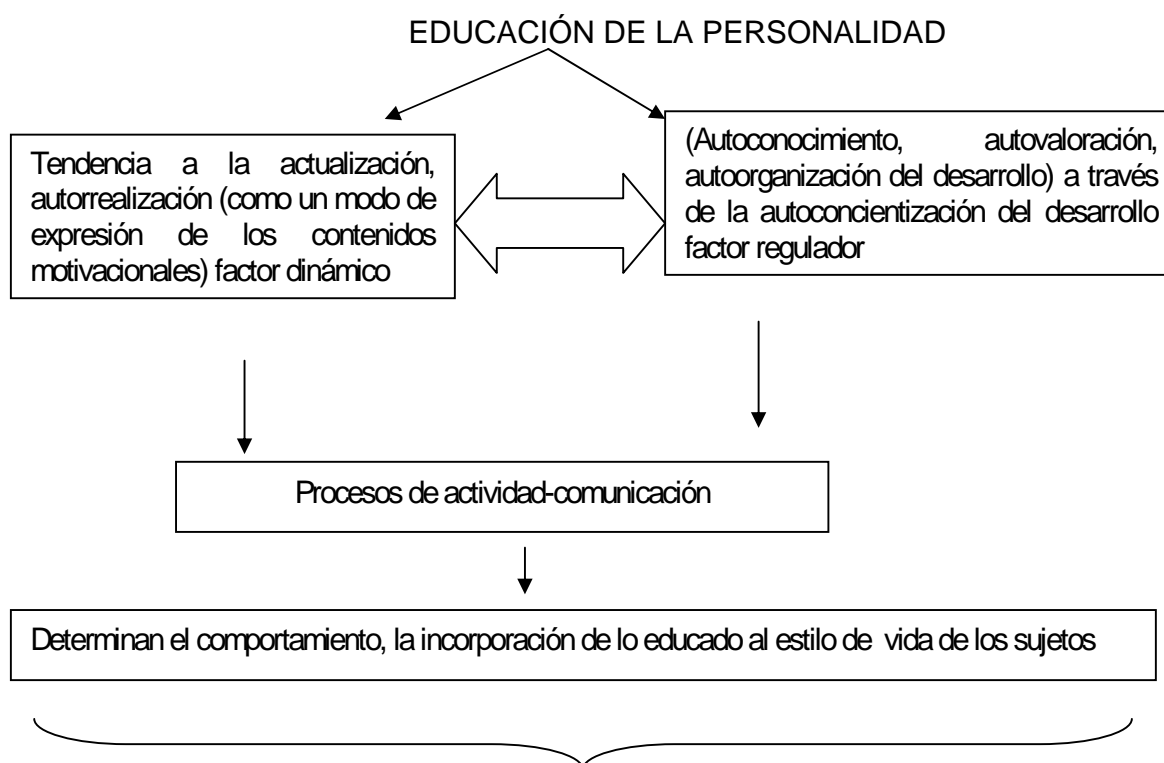 EDUCACIÓN DE LA PERSONALIDAD
Tendencia a la actualización,
autorrealización (como un modo de
expresión de los contenidos
motivacionales) factor dinámico
(Autoconocimiento, autovaloración,
autoorganización del desarrollo) a través
de la autoconcientización del desarrollo
factor regulador
Procesos de actividad-comunicación
Determinan el comportamiento, la incorporación de lo educado al estilo de vida de los sujetos